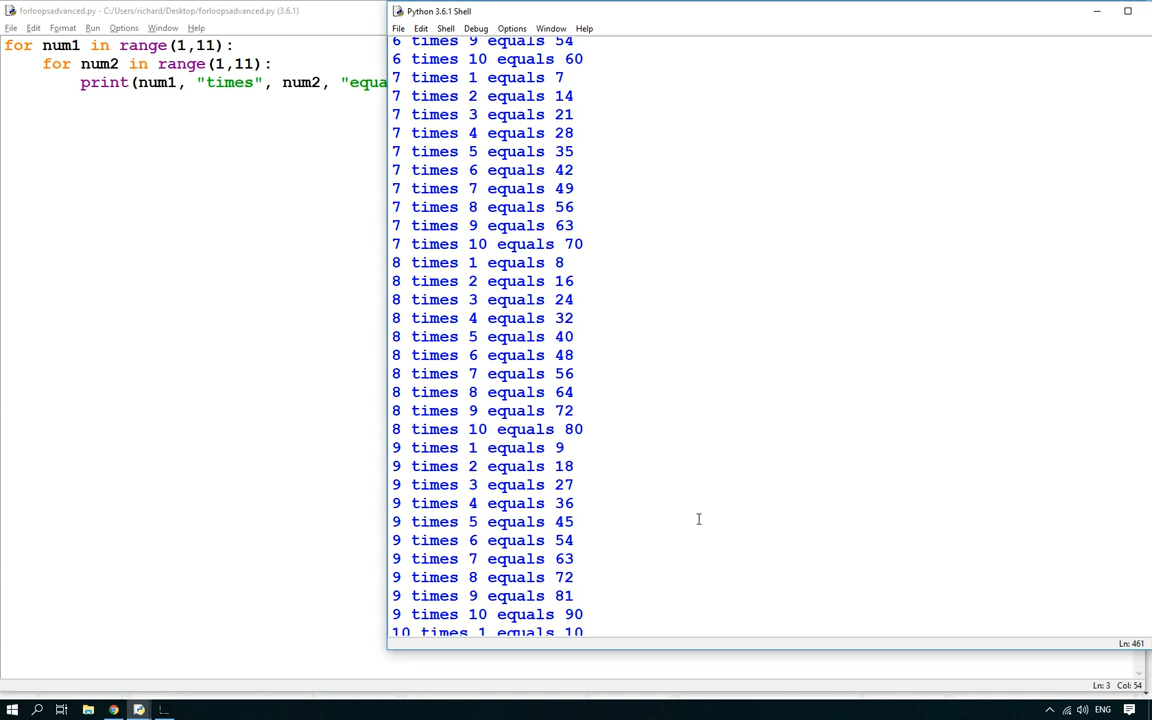 forloopsadvanced.py - C:/Users/richard/Desktop/forloopsadvanced.py (3.6.1)
File Edit Format Run Options Window Help
for num1 in range(1,11):
    for num2 in range(1,11):
        print(num1, "times", num2, "equa
Ln: 3 Col: 54
Python 3.6.1 Shell
File Edit Shell Debug Options Window Help
6 times 9 equals 54
6 times 10 equals 60
7 times 1 equals 7
7 times 2 equals 14
7 times 3 equals 21
7 times 4 equals 28
7 times 5 equals 35
7 times 6 equals 42
7 times 7 equals 49
7 times 8 equals 56
7 times 9 equals 63
7 times 10 equals 70
8 times 1 equals 8
8 times 2 equals 16
8 times 3 equals 24
8 times 4 equals 32
8 times 5 equals 40
8 times 6 equals 48
8 times 7 equals 56
8 times 8 equals 64
8 times 9 equals 72
8 times 10 equals 80
9 times 1 equals 9
9 times 2 equals 18
9 times 3 equals 27
9 times 4 equals 36
9 times 5 equals 45
9 times 6 equals 54
9 times 7 equals 63
9 times 8 equals 72
9 times 9 equals 81
9 times 10 equals 90
10 times 1 equals 10
Ln: 461
ENG